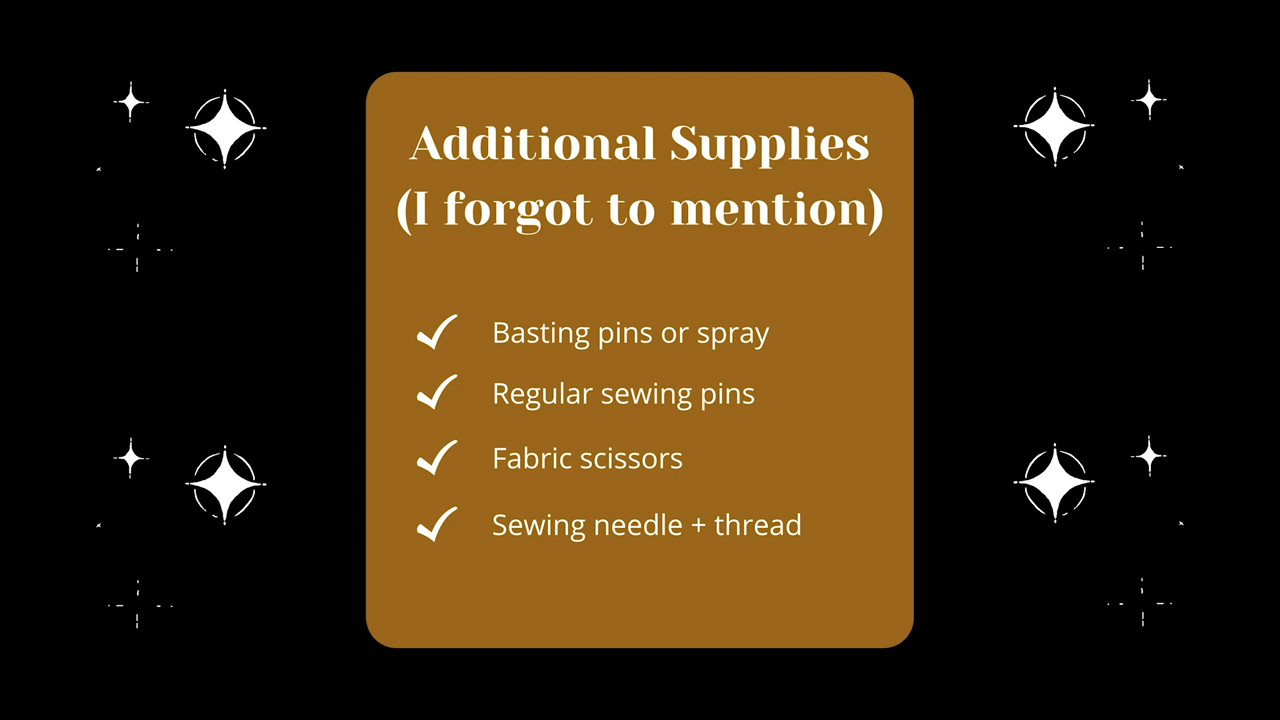 Additional Supplies
(I forgot to mention)
Basting pins or spray
Regular sewing pins
Fabric scissors
Sewing needle + thread